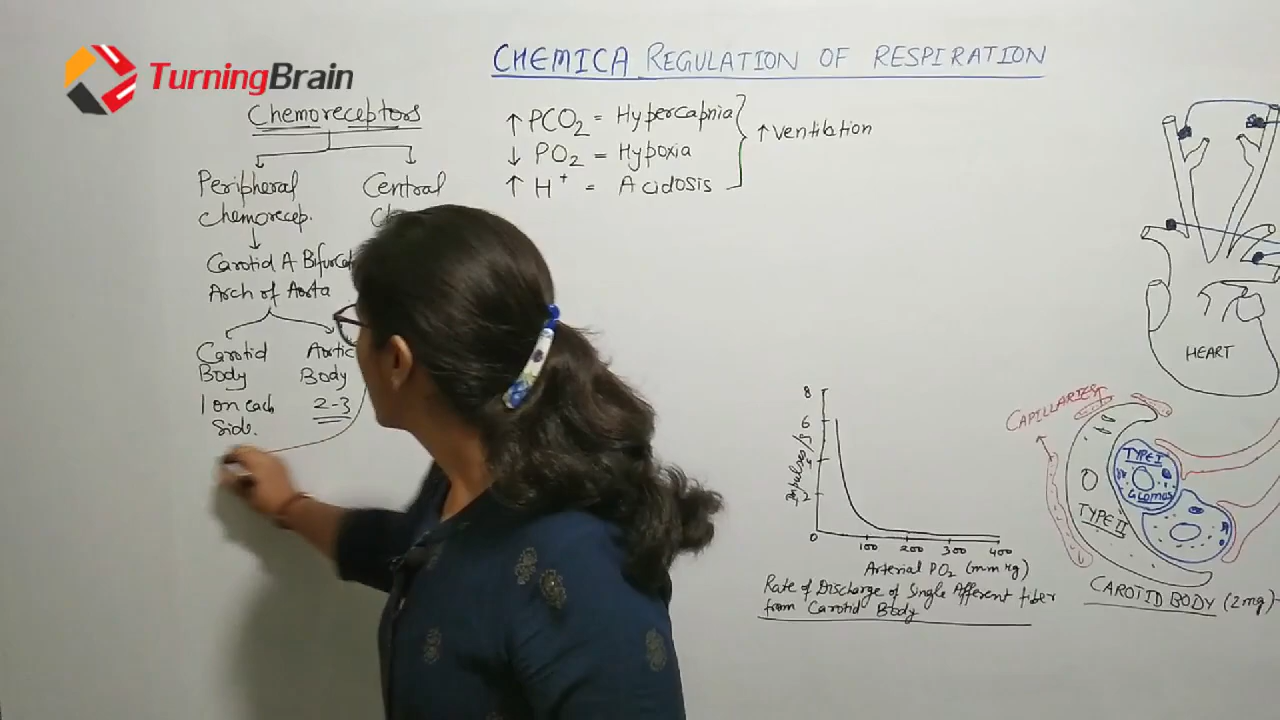 TurningBrain
CHEMICA REGULATION OF RESPIRATION
Chemoreceptors
Peripheral
Chemorecep.
Central
Carotid A Bifurcat
Arch of Aorta
Carotid
Body
1 on each
Side.
Aortic
Body
2-3
↑ PCO2 = Hypercapnia
↓ PO2 = Hypoxia
↑ H+ = Acidosis
↑ Ventilation
HEART
8
6
4
2
0
100 200 300 400
Arterial PO2 (mm Hg)
Rate of Discharge of Single Afferent fiber
from Carotid Body
CAPILLARIES
TYPE I
Glomus
TYPE II
CAROTID BODY (2mg)